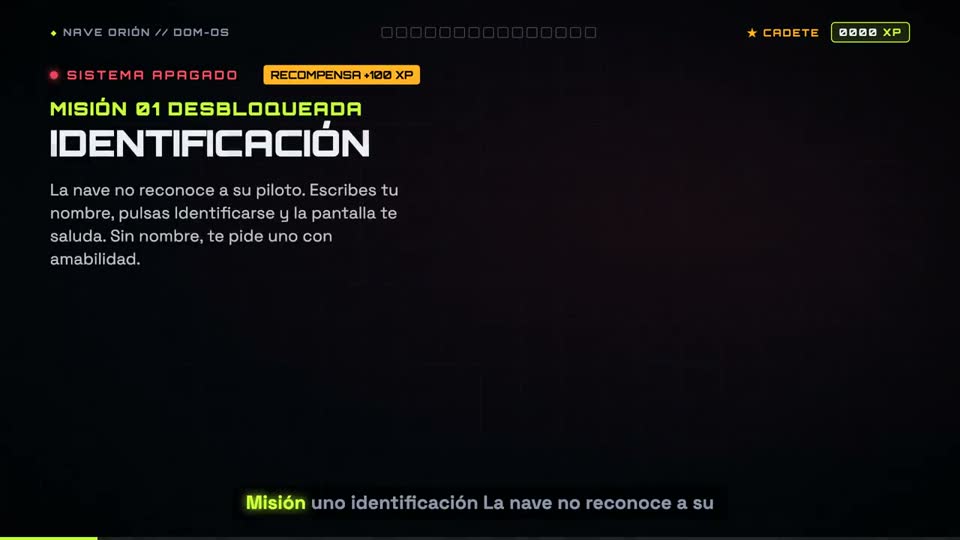 NAVE ORIÓN // DOM-OS
★ CADETE
0000 XP
SISTEMA APAGADO
RECOMPENSA +100 XP
MISIÓN 01 DESBLOQUEADA
IDENTIFICACIÓN
La nave no reconoce a su piloto. Escribes tu
nombre, pulsas Identificarse y la pantalla te
saluda. Sin nombre, te pide uno con
amabilidad.
Misión uno identificación La nave no reconoce a su